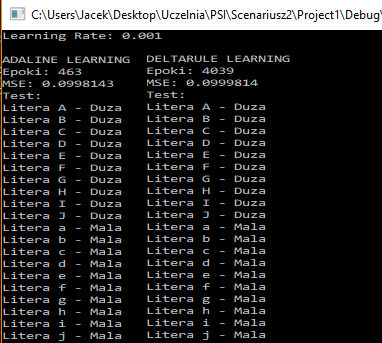 C:\Users\Jacek\Desktop\Uczelnia\PSI\Scenariusz2\Project1\Debug\
Learning Rate: 0.001
ADALINE LEARNING DELTARULE LEARNING
Epoki: 463 Epoki: 4039
MSE: 0.0998143 MSE: 0.0999814
Test: Test:
Litera A - Duza Litera A - Duza
Litera B - Duza Litera B - Duza
Litera C - Duza Litera C - Duza
Litera D - Duza Litera D - Duza
Litera E - Duza Litera E - Duza
Litera F - Duza Litera F - Duza
Litera G - Duza Litera G - Duza
Litera H - Duza Litera H - Duza
Litera I - Duza Litera I - Duza
Litera J - Duza Litera J - Duza
Litera a - Mala Litera a - Mala
Litera b - Mala Litera b - Mala
Litera c - Mala Litera c - Mala
Litera d - Mala Litera d - Mala
Litera e - Mala Litera e - Mala
Litera f - Mala Litera f - Mala
Litera g - Mala Litera g - Mala
Litera h - Mala Litera h - Mala
Litera i - Mala Litera i - Mala
Litera j - Mala Litera j - Mala